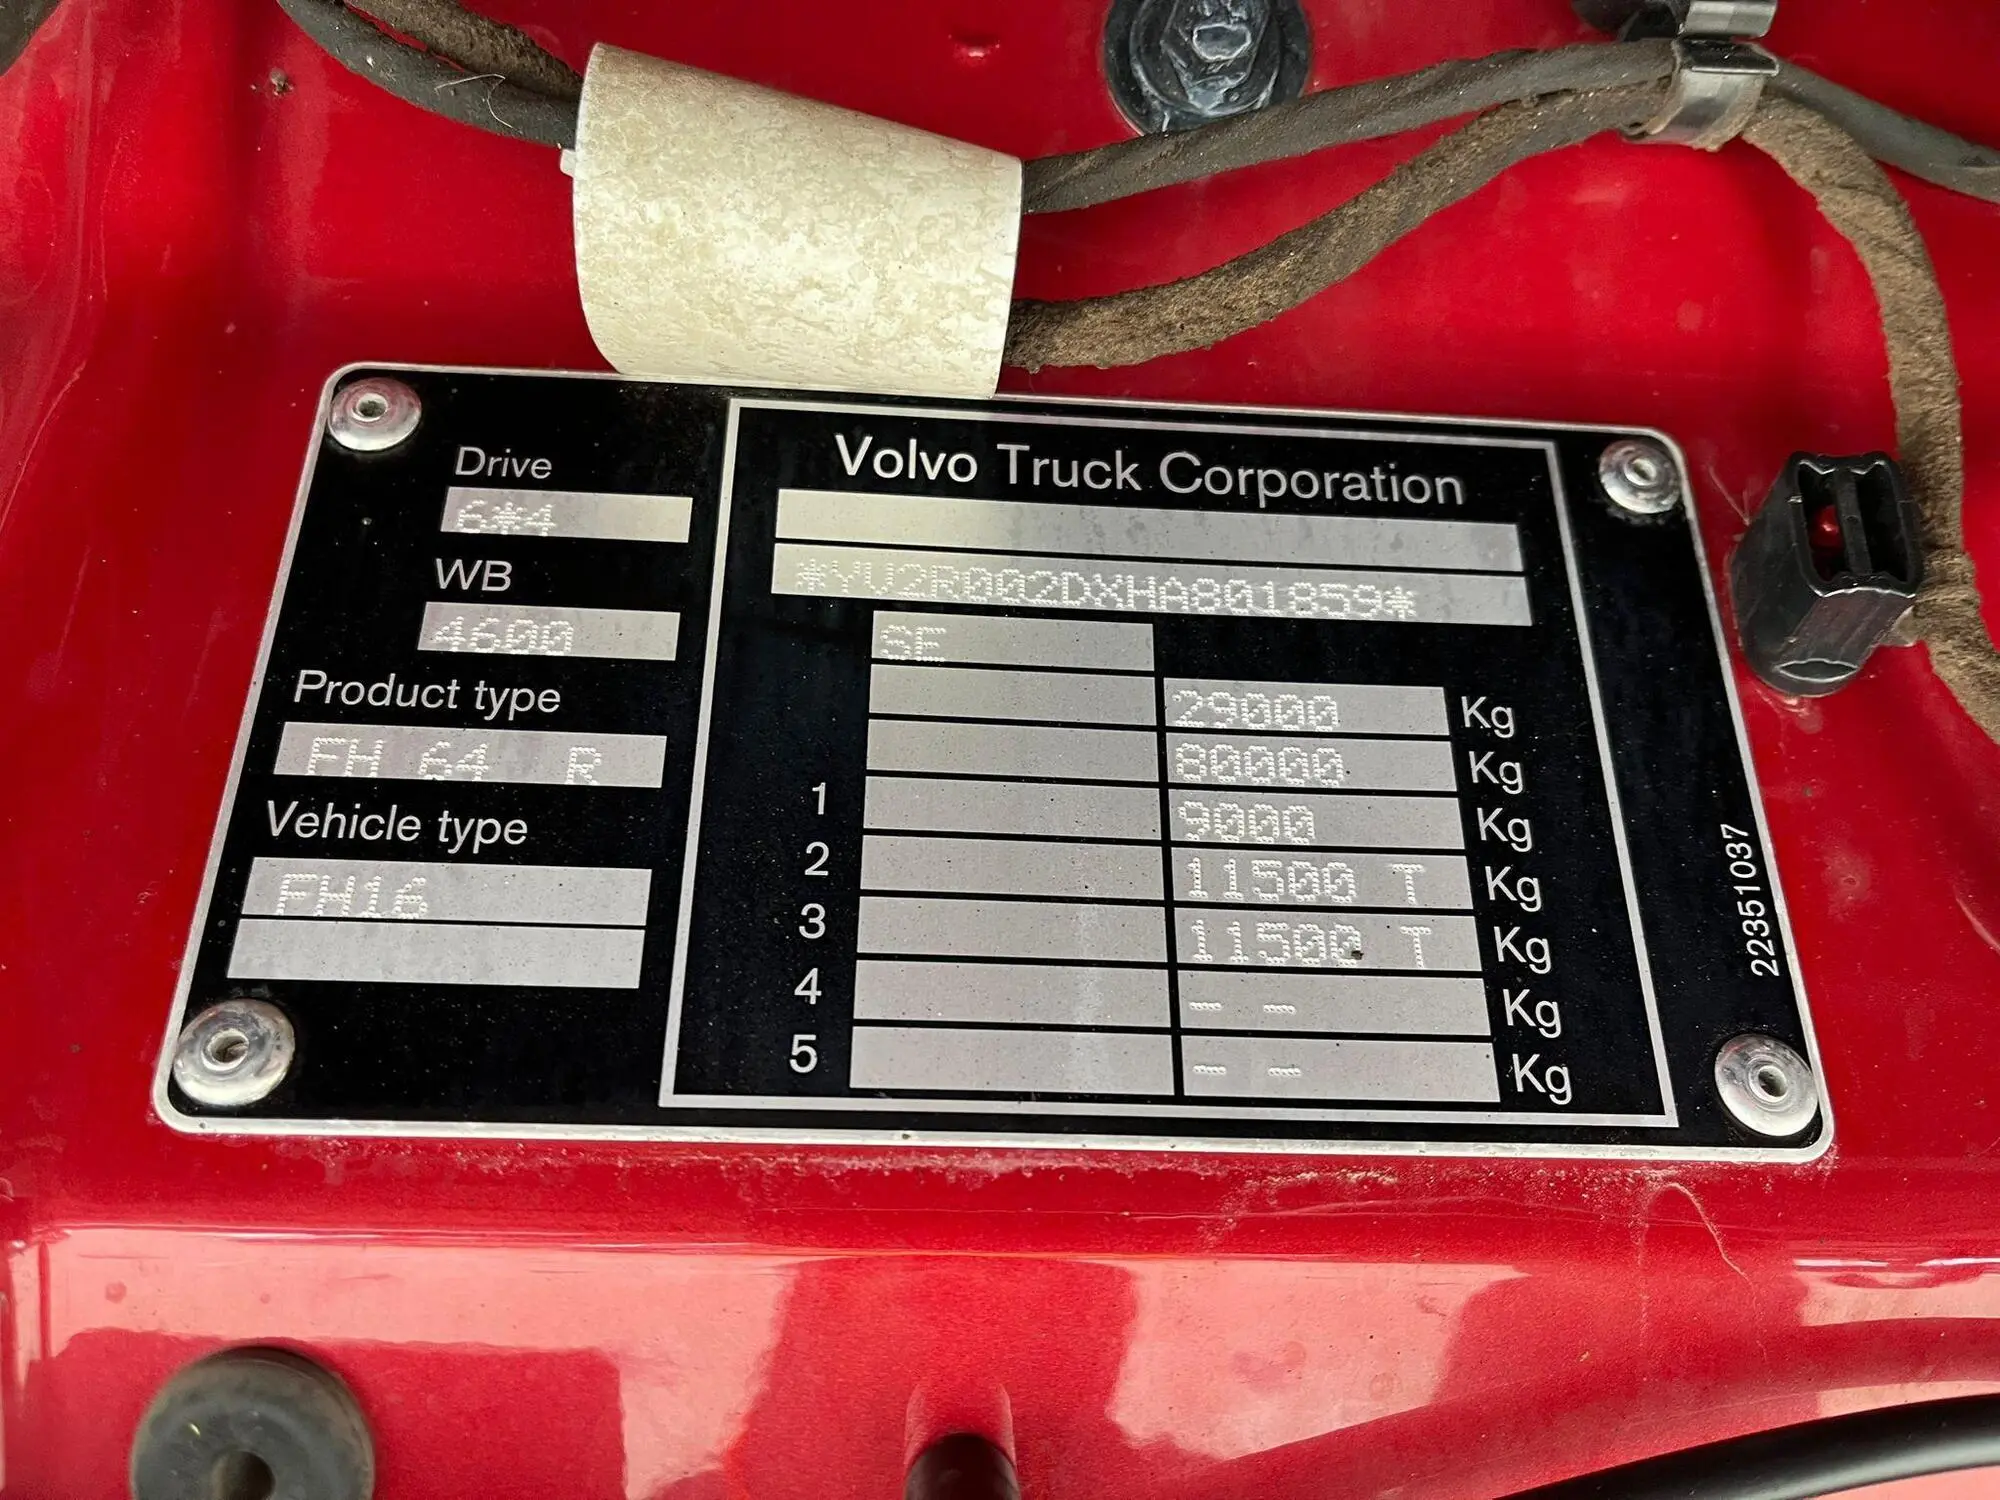 Drive
6*4
WB
4600
Product type
FH 64 R
Vehicle type
FH16
Volvo Truck Corporation
*YV2R002DXHA801859*
SE
29000 Kg
80000 Kg
1 9000 Kg
2 11500 T Kg
3 11500 T Kg
4 - - Kg
5 - - Kg
22351037